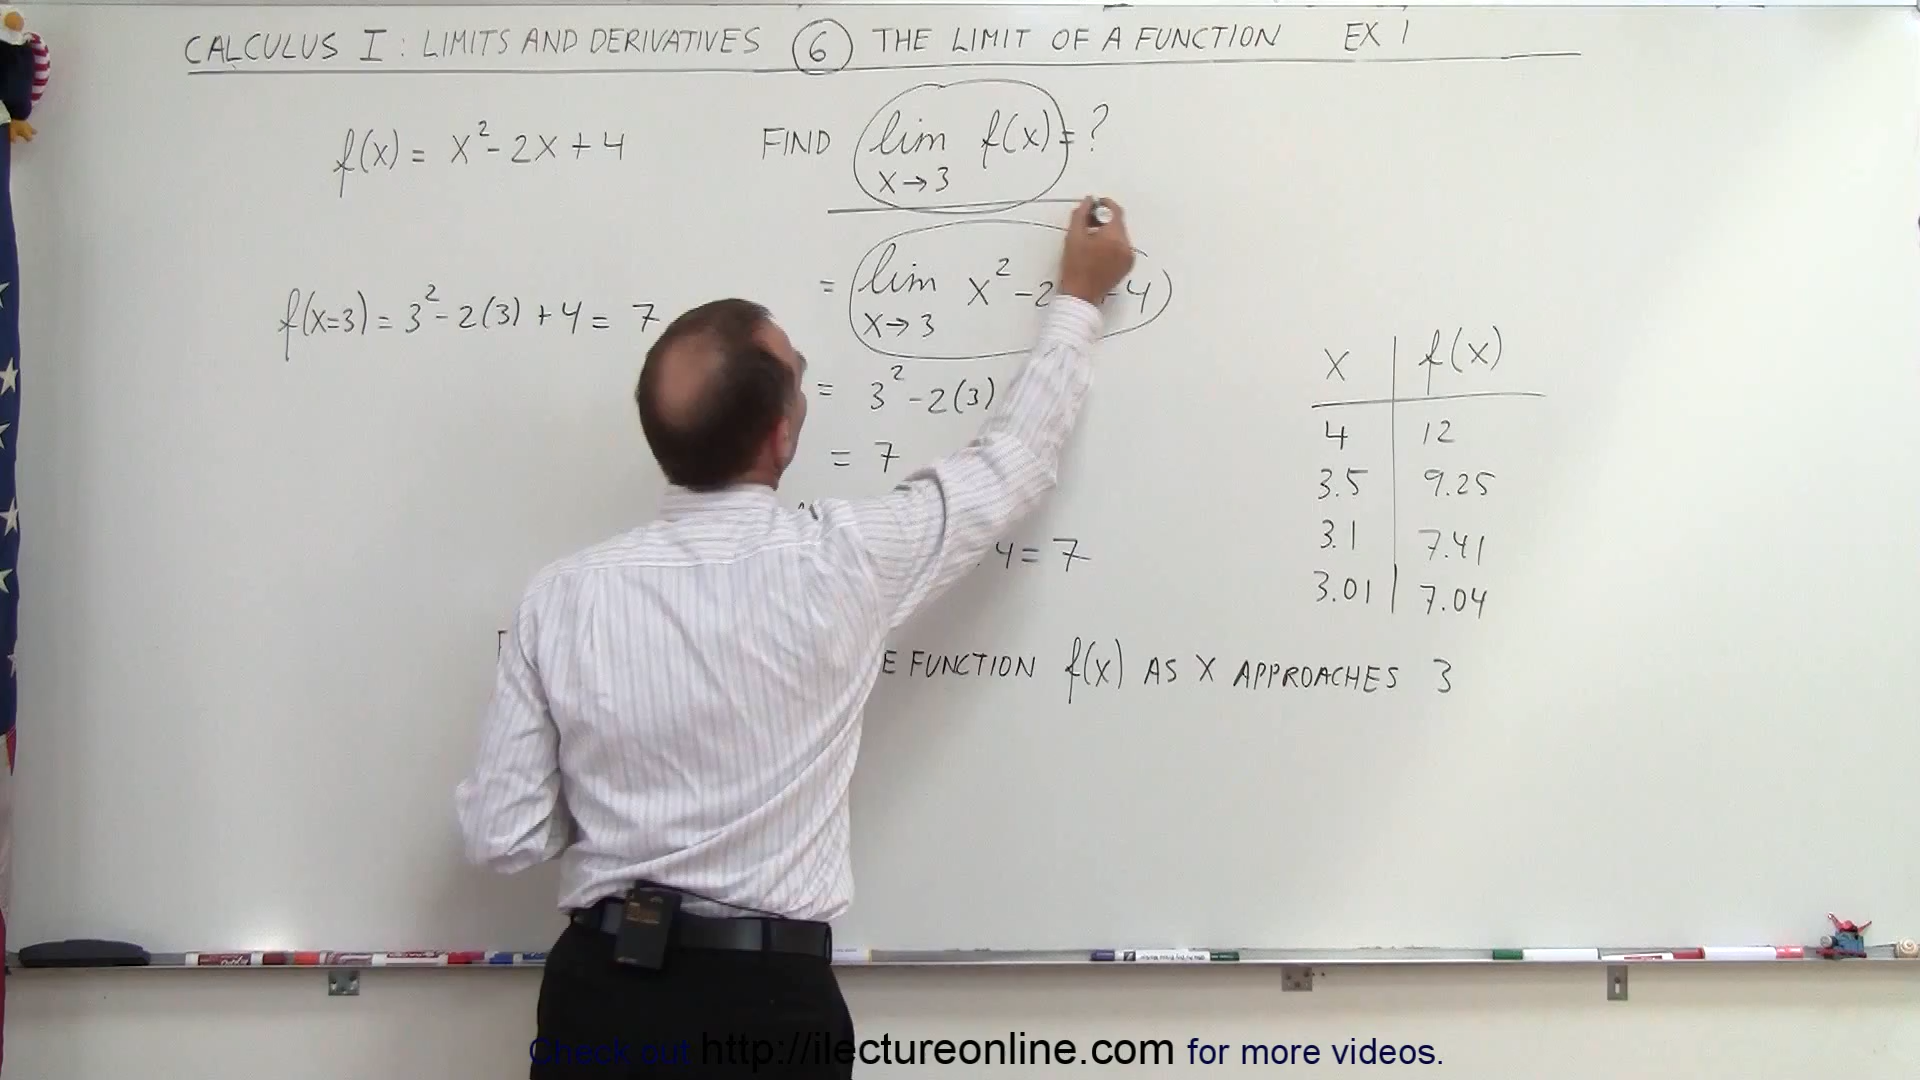 CALCULUS I: LIMITS AND DERIVATIVES ⑥ THE LIMIT OF A FUNCTION EX 1
f(x) = x² - 2x + 4
FIND lim f(x) = ?
x→3
f(x=3) = 3² - 2(3) + 4 = 7
= lim x² - 2 4
x→3
= 3² - 2(3)
= 7
4 = 7
E FUNCTION f(x) AS X APPROACHES 3
x | f(x)
4 | 12
3.5 | 9.25
3.1 | 7.41
3.01 | 7.04
Check out http://ilectureonline.com for more videos.